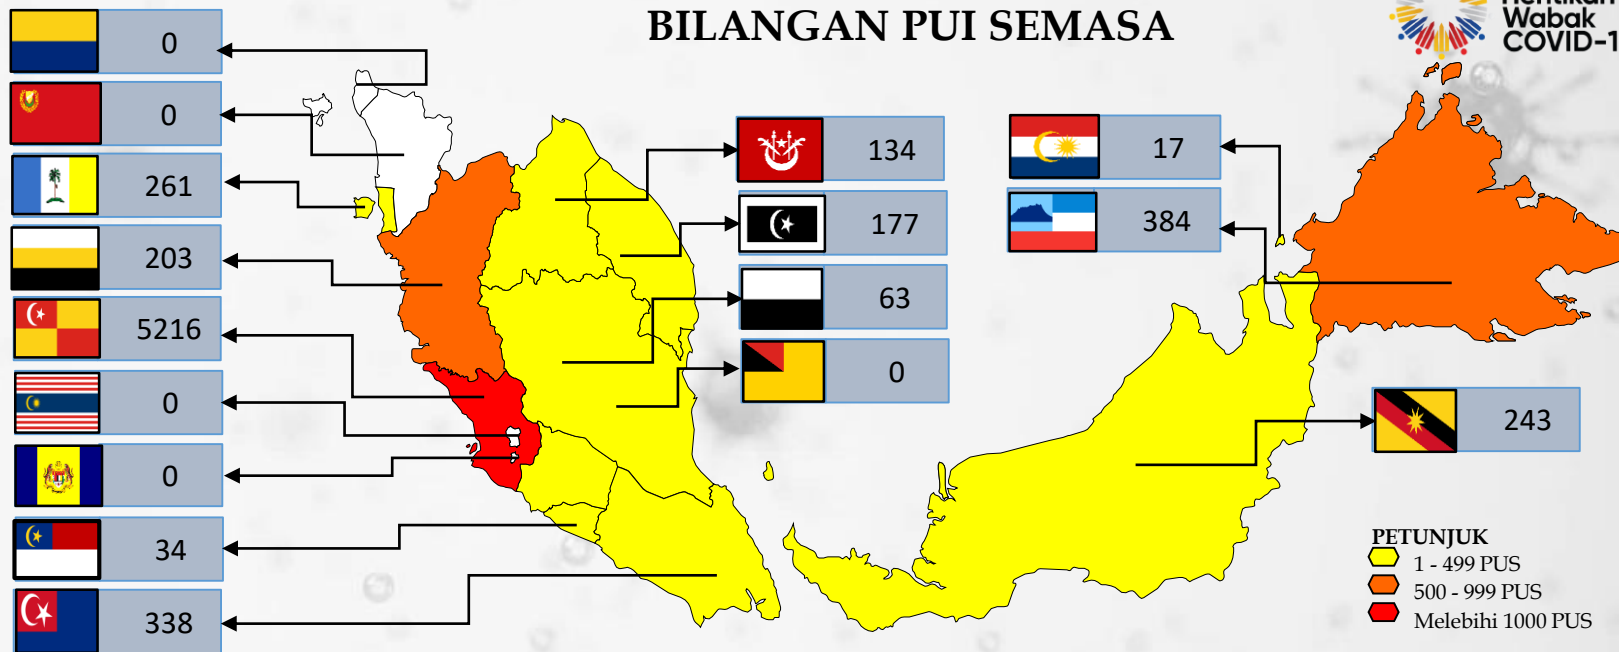 BILANGAN PUI SEMASA
Hentikan
Wabak
COVID-1
0
0
261
203
5216
0
0
34
338
134
177
63
0
17
384
243
PETUNJUK
1 - 499 PUS
500 - 999 PUS
Melebihi 1000 PUS